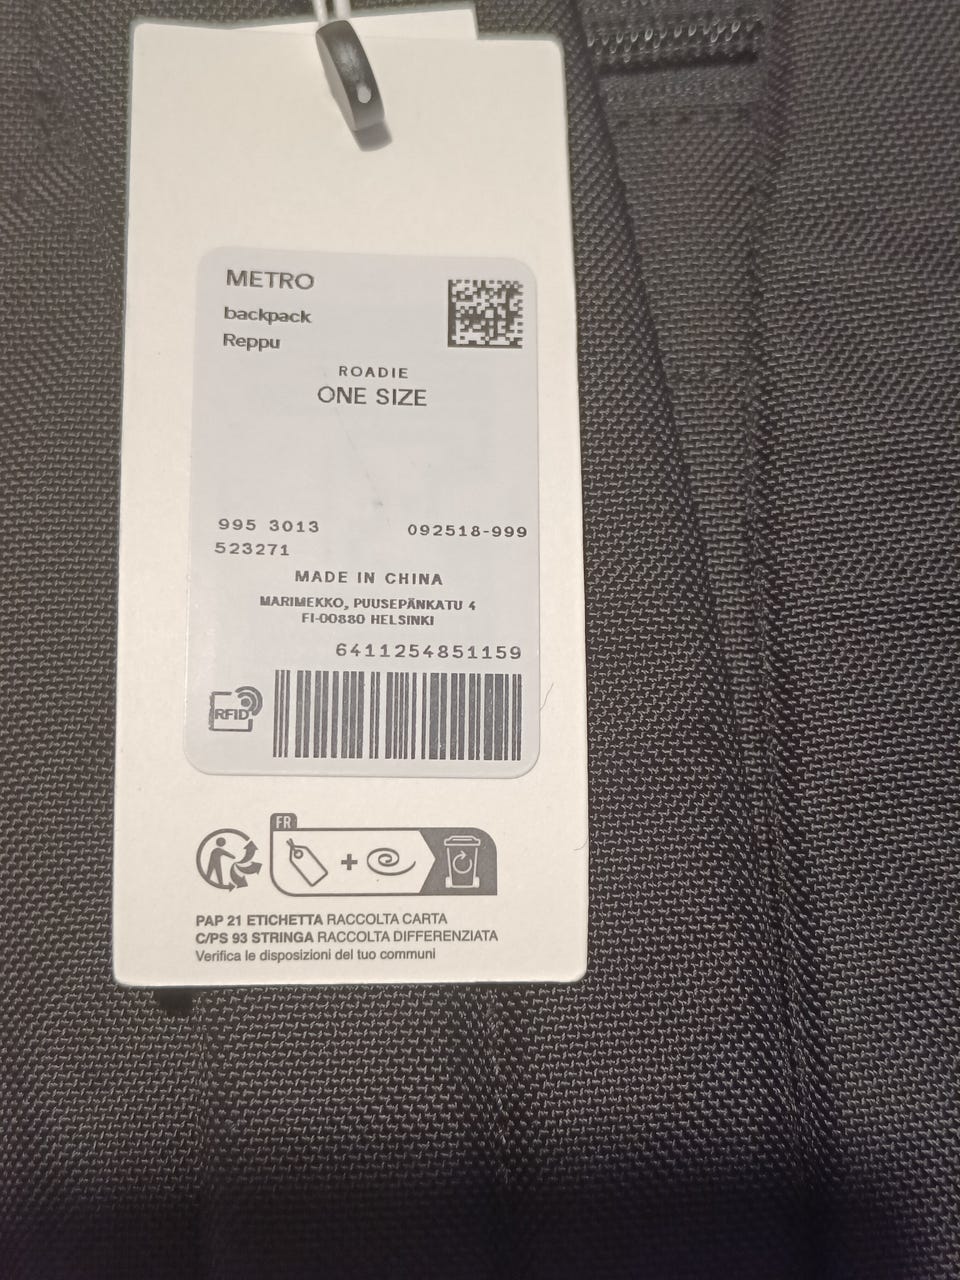 METRO
backpack
Reppu
ROADIE
ONE SIZE
995 3013
092518-999
523271
MADE IN CHINA
MARIMEKKO, PUUSEPÄNKATU 4
FI-00880 HELSINKI
6411254851159
RFID
FR
PAP 21 ETICHETTA RACCOLTA CARTA
C/PS 93 STRINGA RACCOLTA DIFFERENZIATA
Verifica le disposizioni del tuo communi